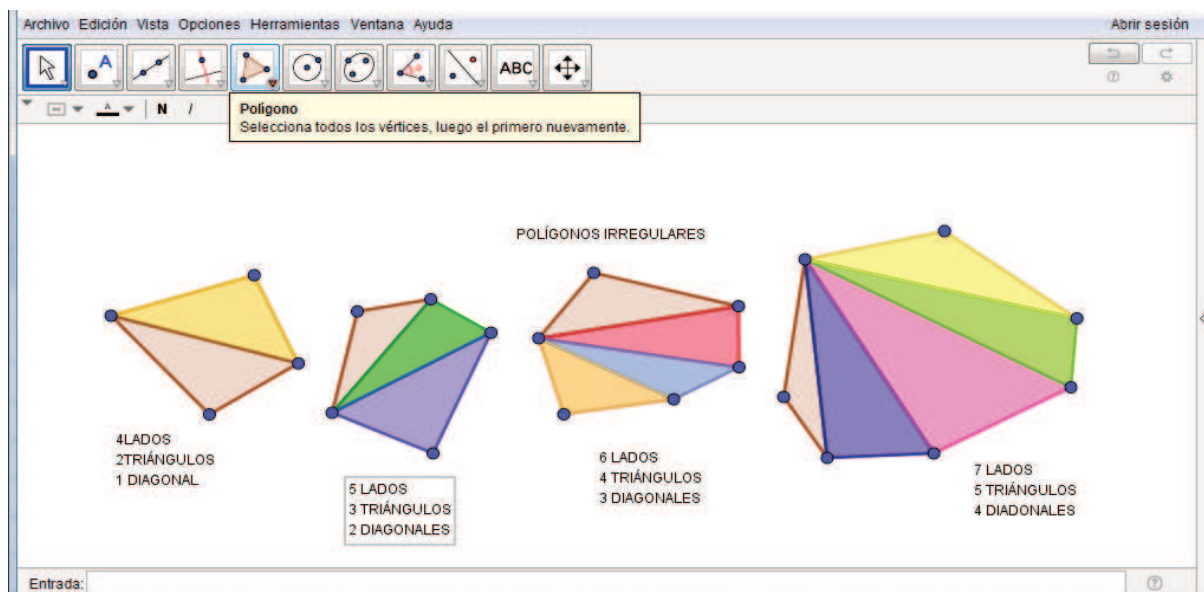 Archivo Edición Vista Opciones Herramientas Ventana Ayuda
Abrir sesión
A
ABC
A
N I
Polígono
Selecciona todos los vértices, luego el primero nuevamente.
POLÍGONOS IRREGULARES
4LADOS
2TRIÁNGULOS
1 DIAGONAL
5 LADOS
3 TRIÁNGULOS
2 DIAGONALES
6 LADOS
4 TRIÁNGULOS
3 DIAGONALES
7 LADOS
5 TRIÁNGULOS
4 DIADONALES
Entrada: